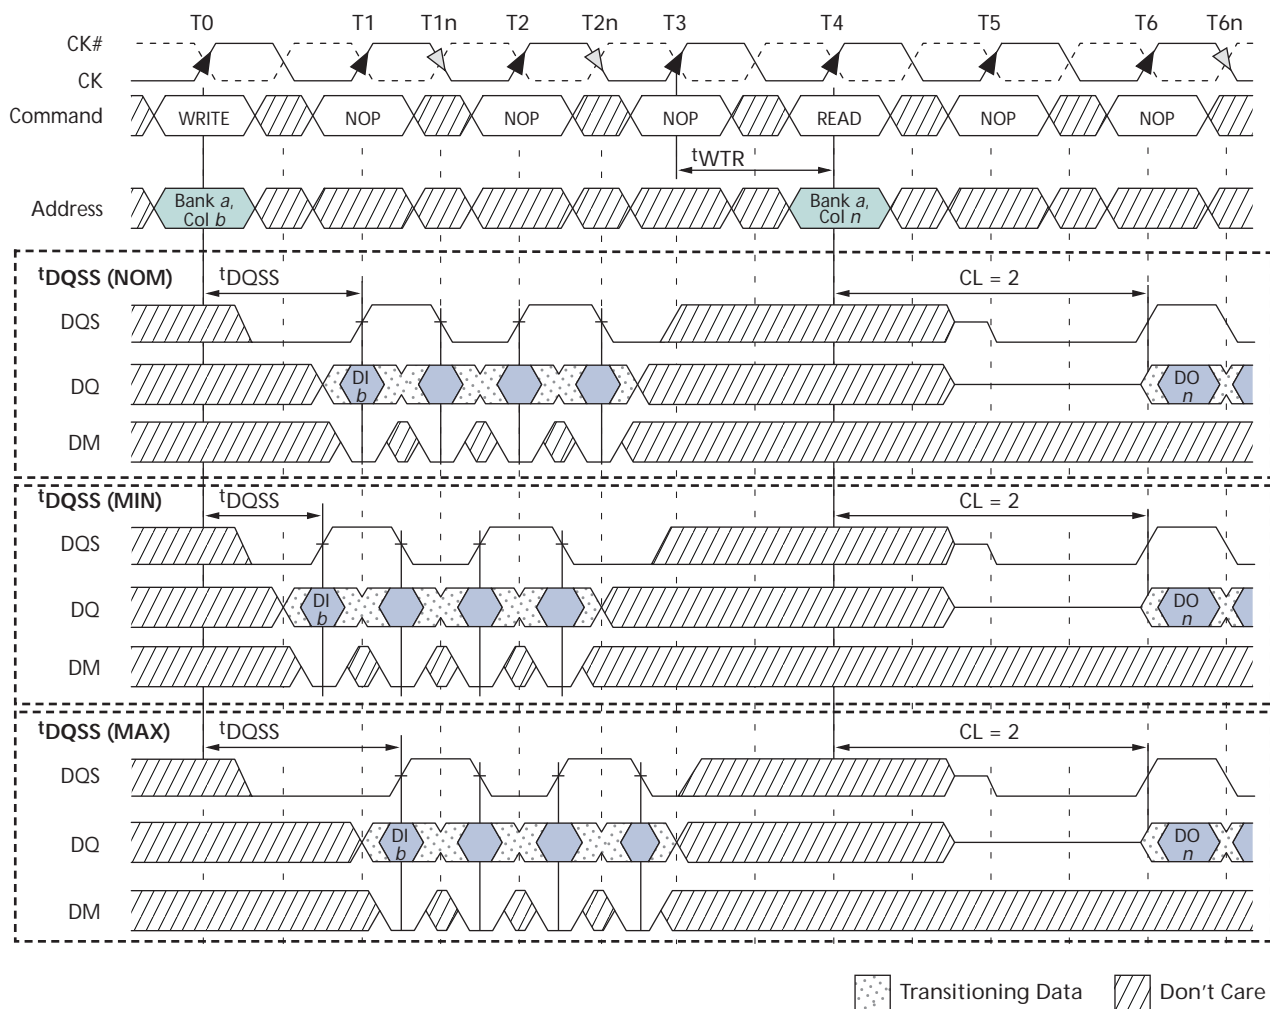 T0 T1 T1n T2 T2n T3 T4 T5 T6 T6n
CK#
CK
Command WRITE NOP NOP NOP READ NOP NOP
tWTR
Address Bank a, Col b Bank a, Col n
tDQSS (NOM) tDQSS CL = 2
DQS
DQ DI b DO n
DM
tDQSS (MIN) tDQSS CL = 2
DQS
DQ DI b DO n
DM
tDQSS (MAX) tDQSS CL = 2
DQS
DQ DI b DO n
DM
Transitioning Data Don't Care